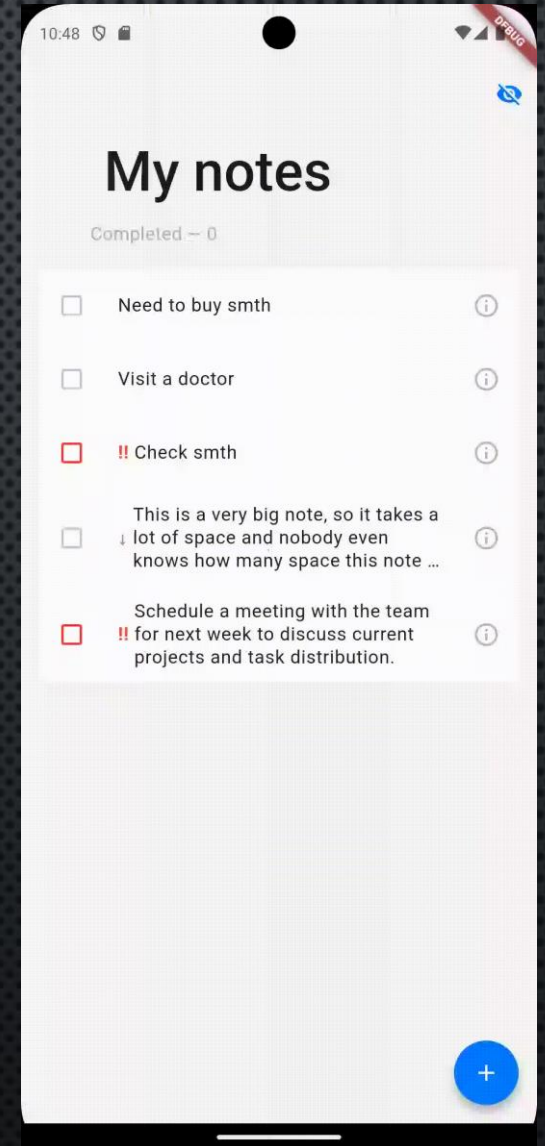 10:48
DEBUG
My notes
Completed — 0
Need to buy smth
Visit a doctor
!! Check smth
This is a very big note, so it takes a
↓ lot of space and nobody even
knows how many space this note ...
Schedule a meeting with the team
!! for next week to discuss current
projects and task distribution.